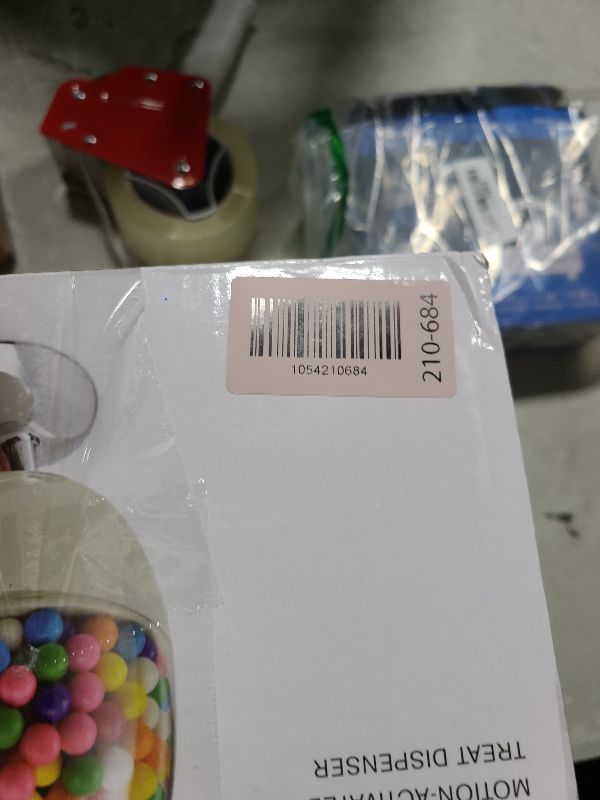 1054210684
210-684
MOTION-ACTIVATED
TREAT DISPENSER